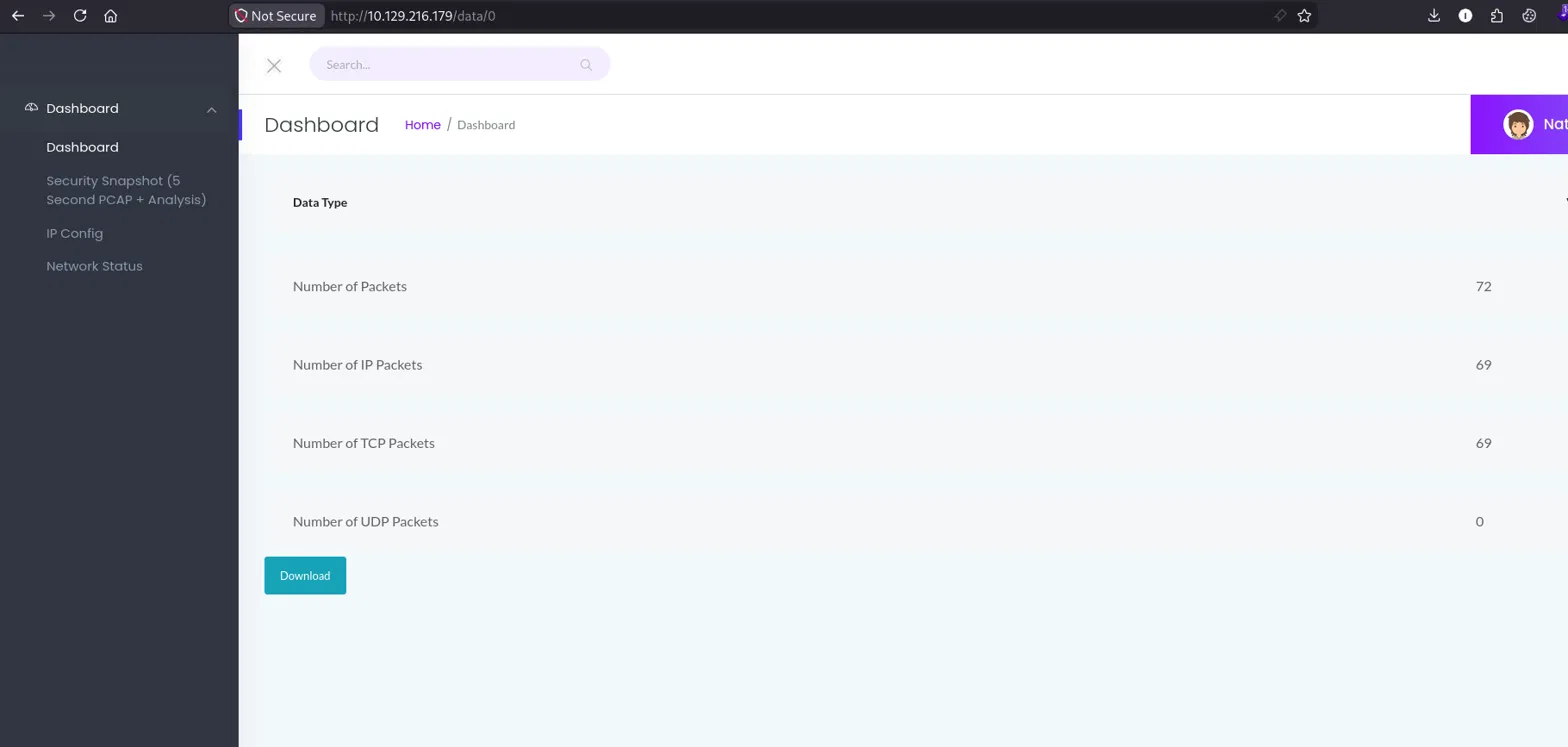 Not Secure http://10.129.216.179/data/0
Search...
Dashboard
Dashboard Home / Dashboard
Nat
Dashboard
Security Snapshot (5
Second PCAP + Analysis)
IP Config
Network Status
Data Type
Number of Packets 72
Number of IP Packets 69
Number of TCP Packets 69
Number of UDP Packets 0
Download